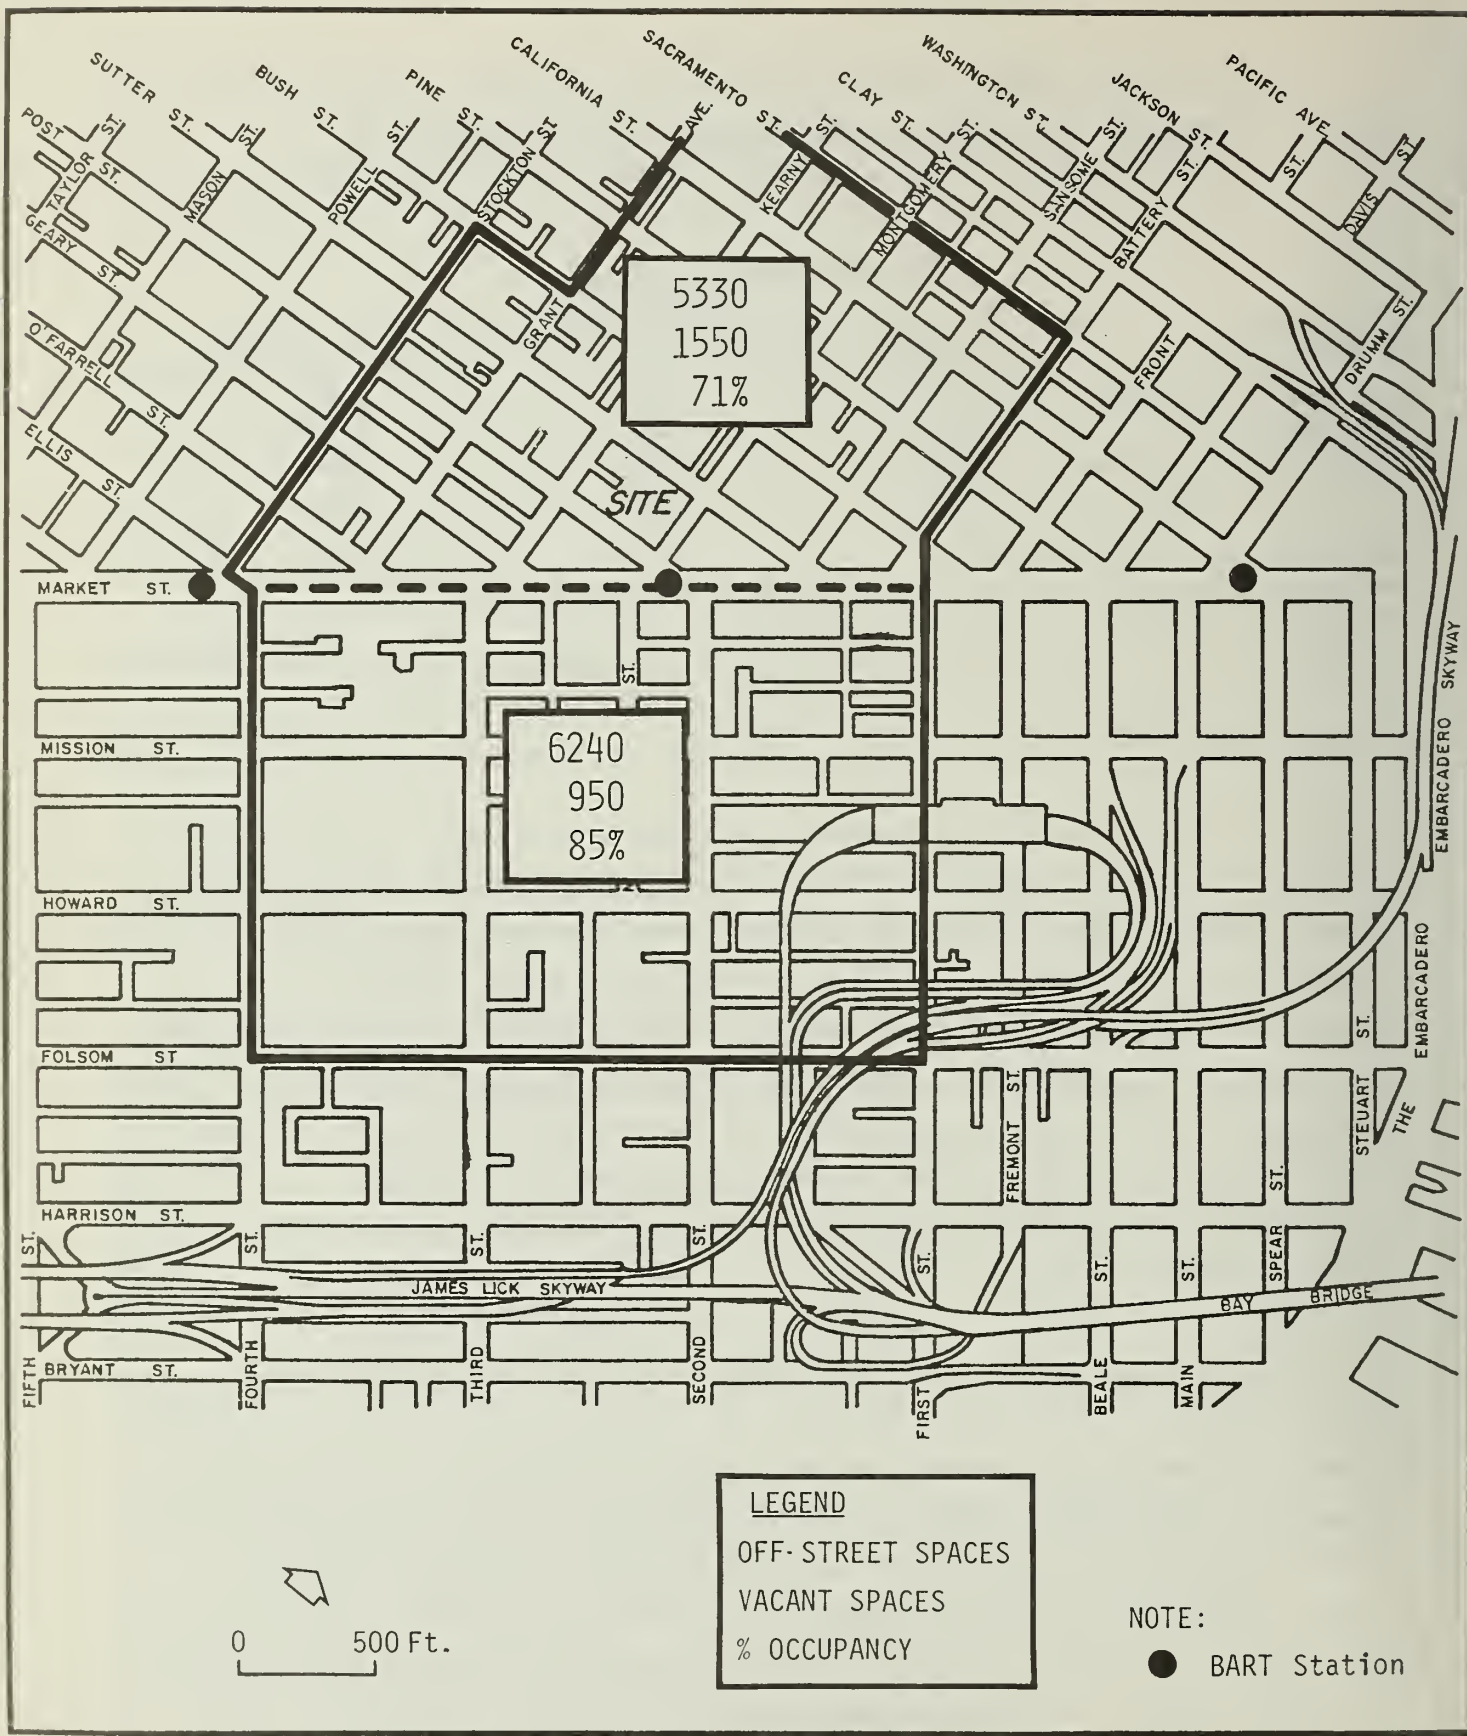 SUTTER ST.
BUSH ST.
PINE ST.
CALIFORNIA ST.
SACRAMENTO ST.
CLAY ST.
WASHINGTON ST.
JACKSON ST.
PACIFIC AVE.
POST ST.
GEARY ST.
O'FARRELL ST.
ELLIS ST.
TAYLOR ST.
MASON ST.
POWELL ST.
STOCKTON ST.
GRANT AVE.
KEARNY ST.
MONTGOMERY ST.
SANSOME ST.
BATTERY ST.
FRONT ST.
DAVIS ST.
DRUMM ST.
5330
1550
71%
SITE
MARKET ST.
6240
950
85%
ST.
MISSION ST.
HOWARD ST.
FOLSOM ST
HARRISON ST.
BRYANT ST.
EMBARCADERO SKYWAY
THE EMBARCADERO
JAMES LICK SKYWAY
BAY BRIDGE
FIFTH ST.
FOURTH ST.
THIRD ST.
SECOND ST.
FIRST ST.
FREMONT ST.
BEALE ST.
MAIN ST.
SPEAR ST.
STEUART ST.
LEGEND
OFF-STREET SPACES
VACANT SPACES
% OCCUPANCY
0 500 Ft.
NOTE:
BART Station